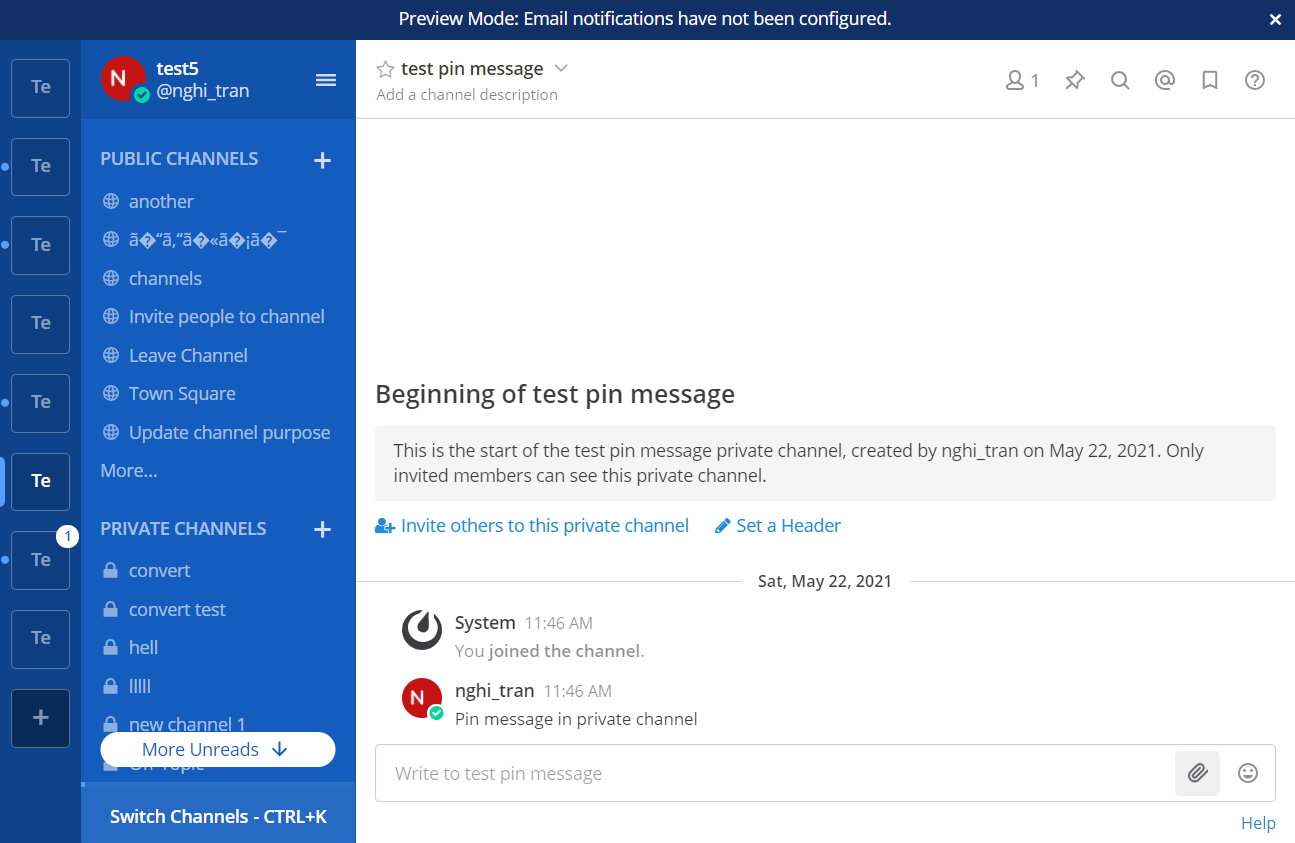 Preview Mode: Email notifications have not been configured.
Te
Te
Te
Te
Te
Te
Te
1
Te
N
test5
@nghi_tran
PUBLIC CHANNELS
another
ã�“ã‚“ã�«ã�¡ã�¯
channels
Invite people to channel
Leave Channel
Town Square
Update channel purpose
More...
PRIVATE CHANNELS
convert
convert test
hell
new channel 1
More Unreads
Off-Topic
Switch Channels - CTRL+K
test pin message
Add a channel description
1
Beginning of test pin message
This is the start of the test pin message private channel, created by nghi_tran on May 22, 2021. Only
invited members can see this private channel.
Invite others to this private channel
Set a Header
Sat, May 22, 2021
System 11:46 AM
You joined the channel.
N
nghi_tran 11:46 AM
Pin message in private channel
Write to test pin message
Help